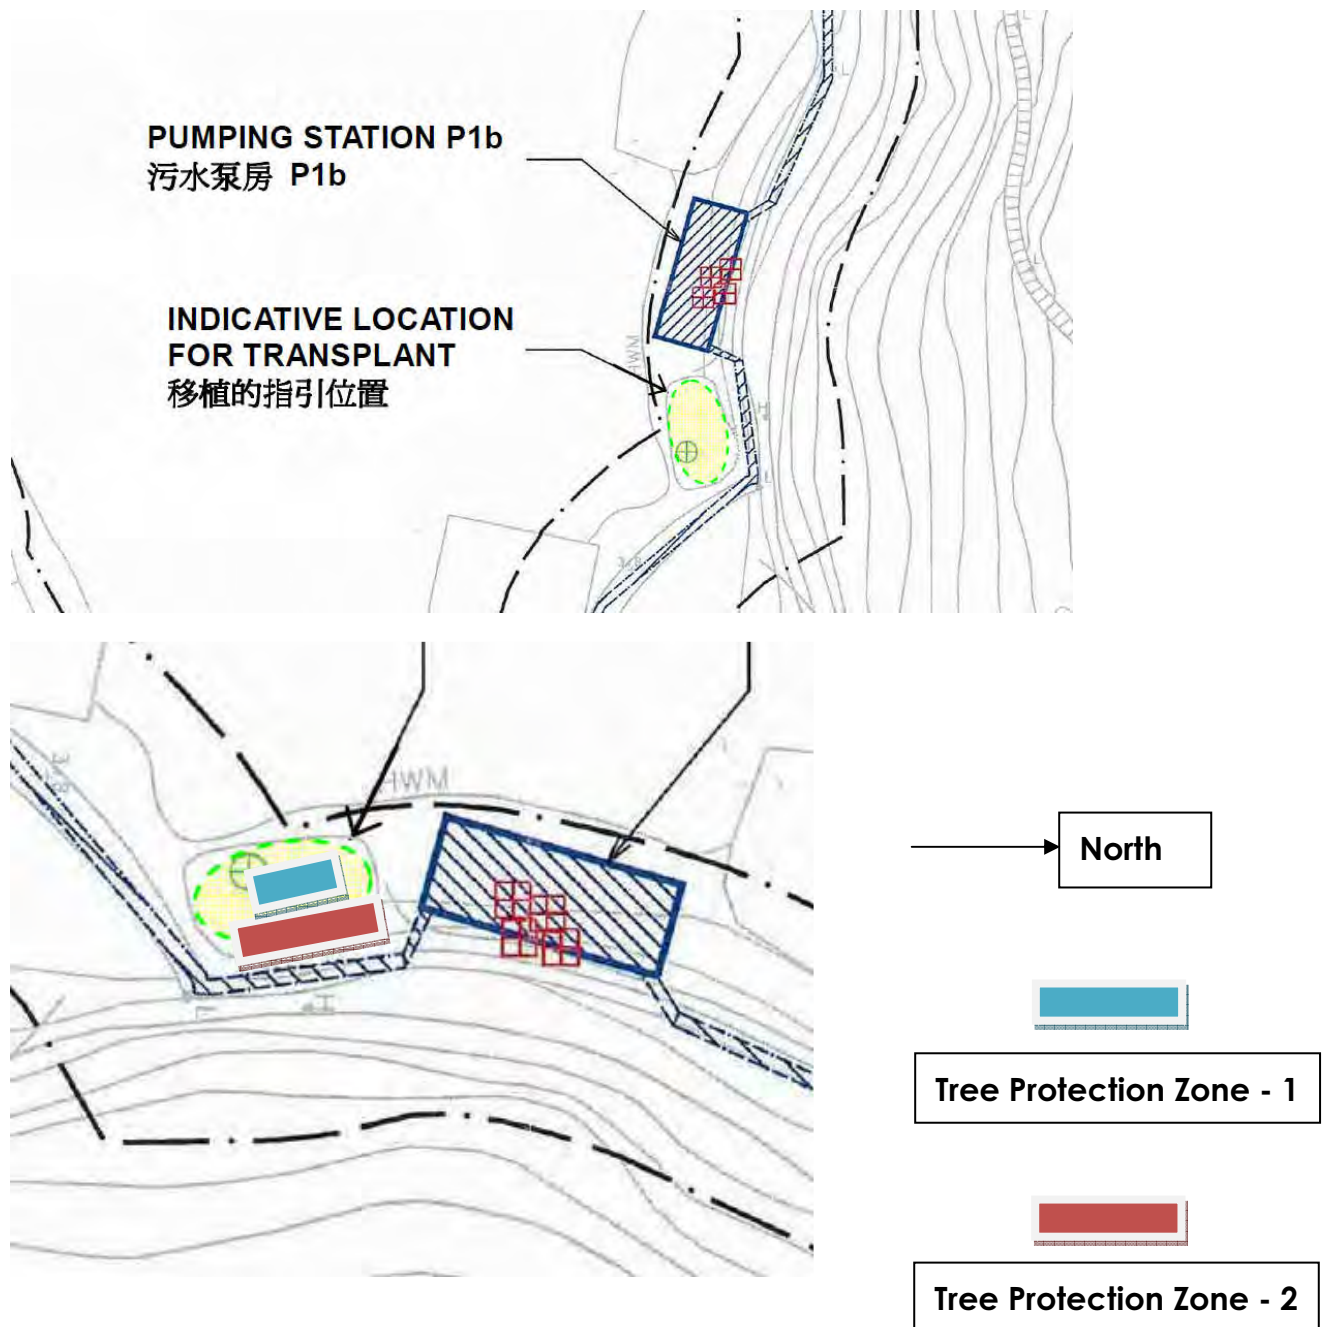 PUMPING STATION P1b
污水泵房 P1b
INDICATIVE LOCATION
FOR TRANSPLANT
移植的指引位置
HWM
HWM
North
Tree Protection Zone - 1
Tree Protection Zone - 2